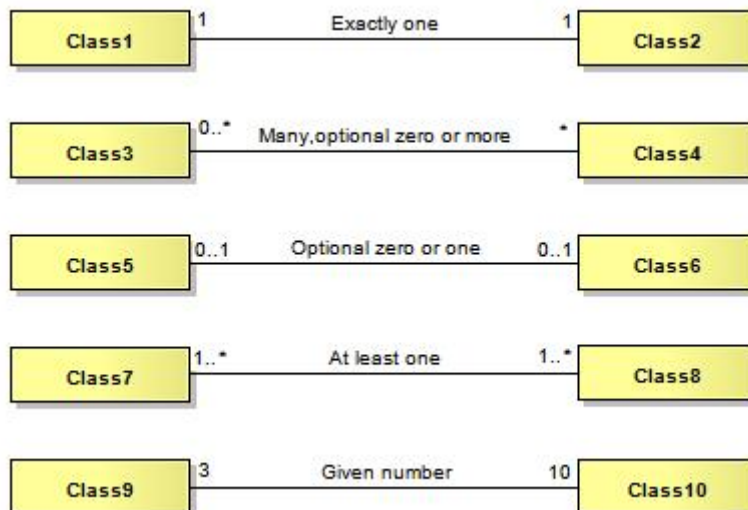 1 Exactly one 1
Class1 Class2
0..* Many,optional zero or more *
Class3 Class4
0..1 Optional zero or one 0..1
Class5 Class6
1..* At least one 1..*
Class7 Class8
3 Given number 10
Class9 Class10